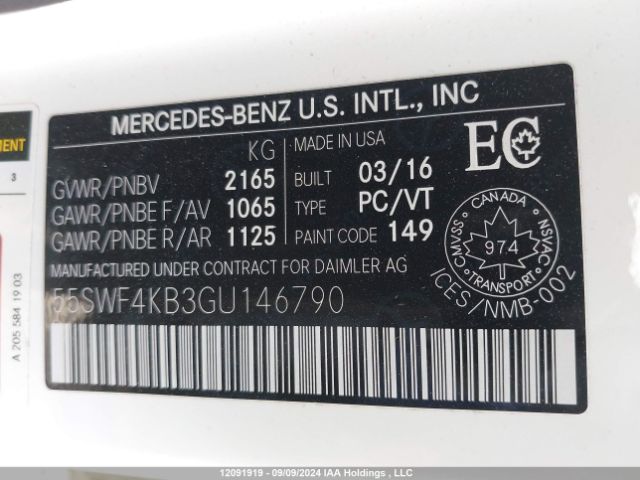 MERCEDES-BENZ U.S. INTL., INC
KG MADE IN USA
GVWR/PNBV 2165 BUILT 03/16
GAWR/PNBE F/AV 1065 TYPE PC/VT
GAWR/PNBE R/AR 1125 PAINT CODE 149
MANUFACTURED UNDER CONTRACT FOR DAIMLER AG
55SWF4KB3GU146790
EC
CANADA
CMVSS 974 NSVAC
TRANSPORT
ICES/NMB-002
MENT
3
A 205 584 19 03
12091919 - 09/09/2024 IAA Holdings, LLC